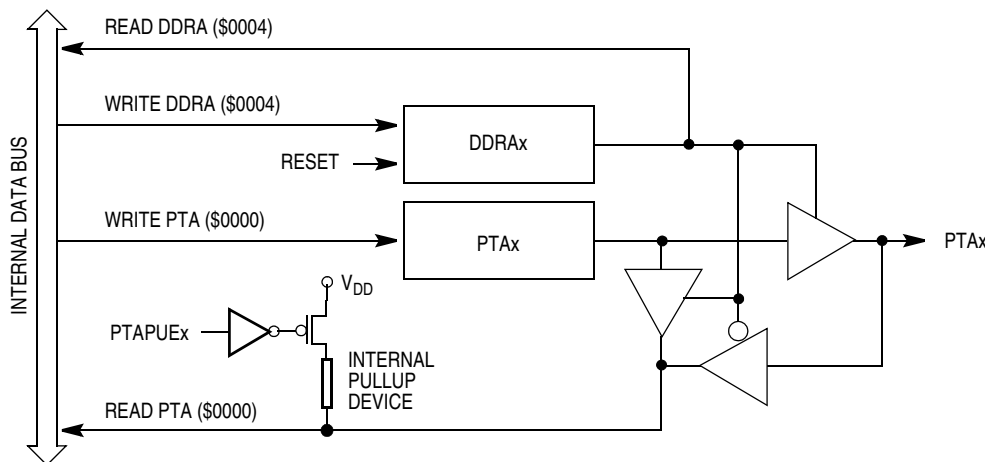 READ DDRA ($0004)
WRITE DDRA ($0004)
DDRAx
RESET
INTERNAL DATA BUS
WRITE PTA ($0000)
PTAx
PTAx
VDD
PTAPUEx
INTERNAL
PULLUP
DEVICE
READ PTA ($0000)